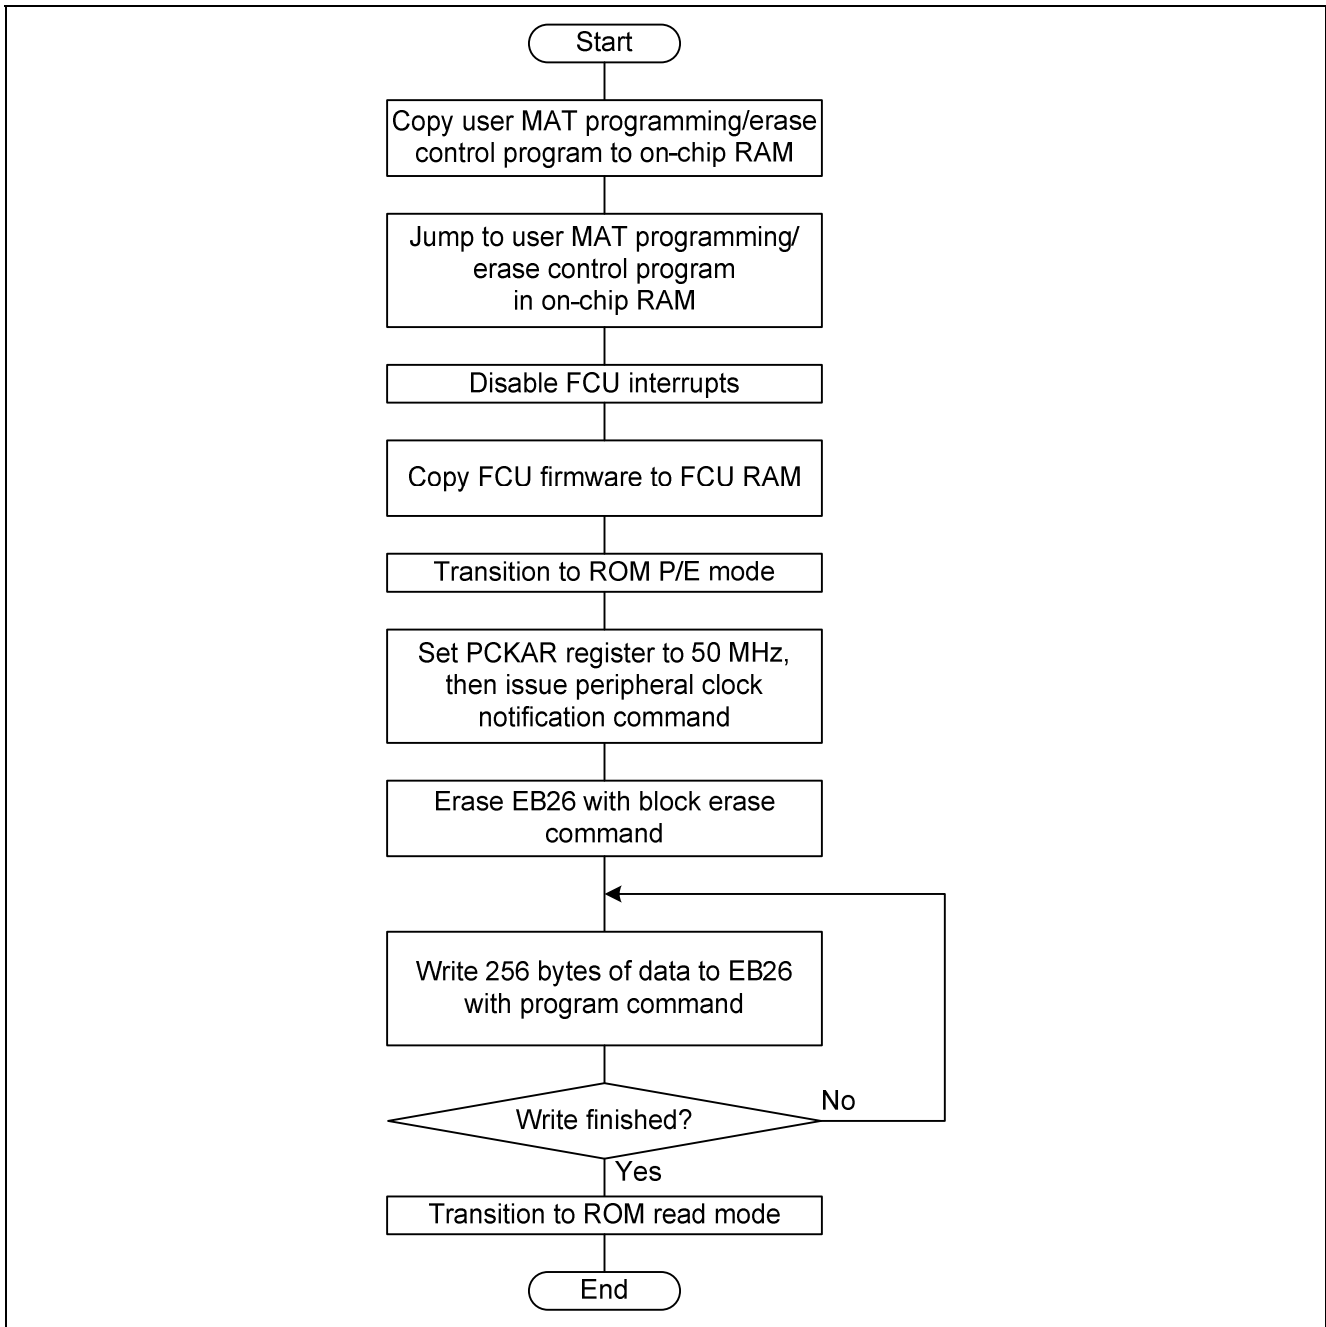 Start
Copy user MAT programming/erase
control program to on-chip RAM
Jump to user MAT programming/
erase control program
in on-chip RAM
Disable FCU interrupts
Copy FCU firmware to FCU RAM
Transition to ROM P/E mode
Set PCKAR register to 50 MHz,
then issue peripheral clock
notification command
Erase EB26 with block erase
command
Write 256 bytes of data to EB26
with program command
Write finished?
No
Yes
Transition to ROM read mode
End